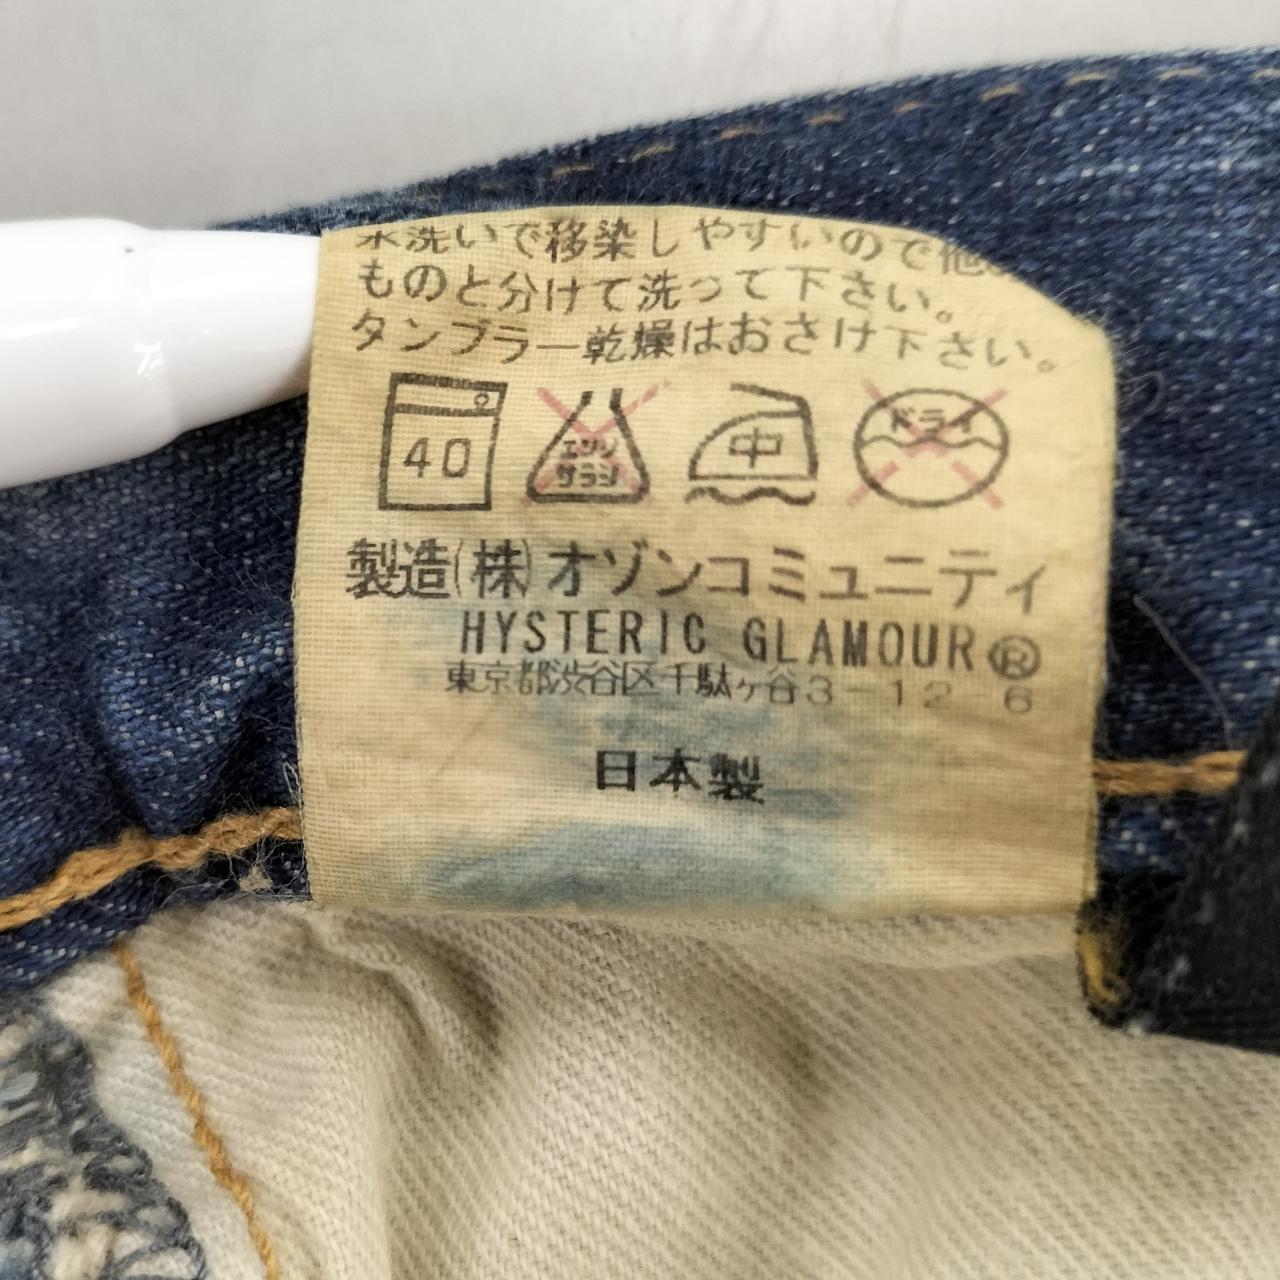 水洗いで移染しやすいので他の
ものと分けて洗って下さい。
タンブラー乾燥はおさけ下さい。
40 エンソ サラシ 中 ドライ
製造(株)オゾンコミュニティ
HYSTERIC GLAMOUR®
東京都渋谷区千駄ヶ谷3-12 6
日本製